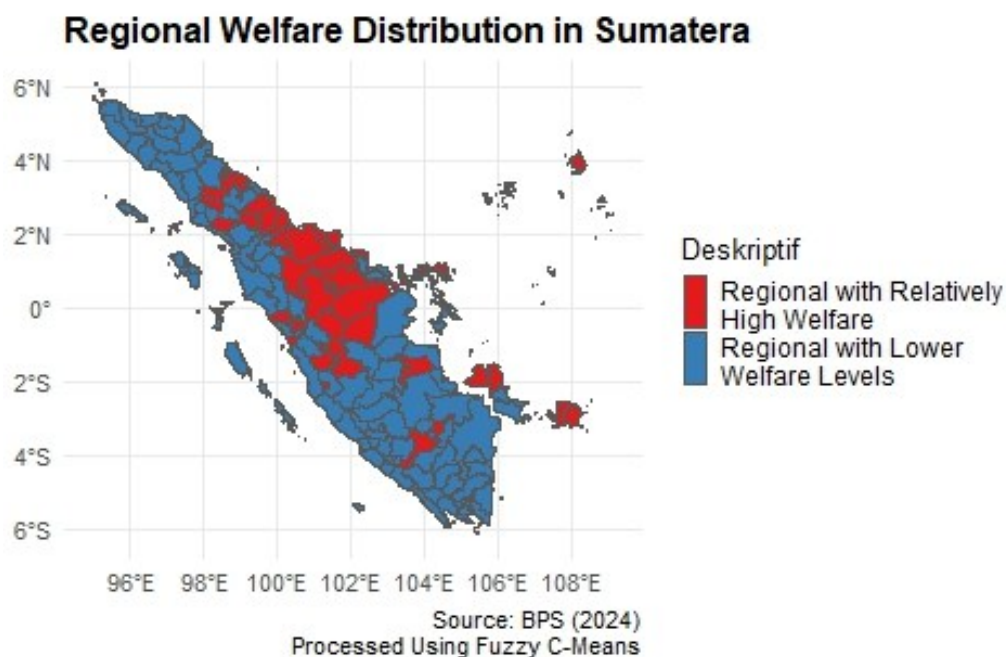 Regional Welfare Distribution in Sumatera
6°N
4°N
2°N
0°
2°S
4°S
6°S
96°E 98°E 100°E 102°E 104°E 106°E 108°E
Deskriptif
Regional with Relatively
High Welfare
Regional with Lower
Welfare Levels
Source: BPS (2024)
Processed Using Fuzzy C-Means